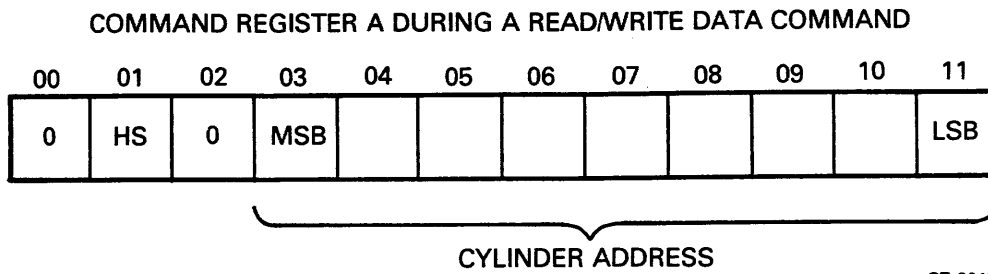 COMMAND REGISTER A DURING A READ/WRITE DATA COMMAND
00 01 02 03 04 05 06 07 08 09 10 11
0 HS 0 MSB LSB
CYLINDER ADDRESS